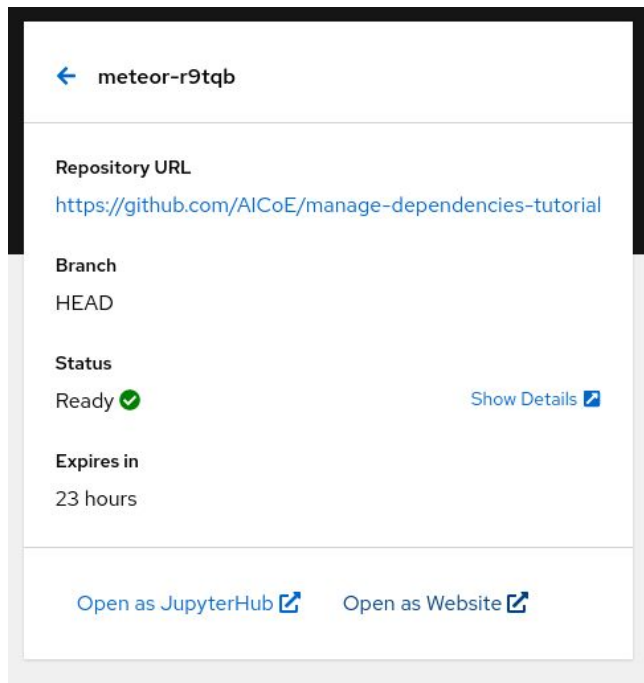 meteor-r9tqb
Repository URL
https://github.com/AICoE/manage-dependencies-tutorial
Branch
HEAD
Status
Ready
Show Details
Expires in
23 hours
Open as JupyterHub
Open as Website